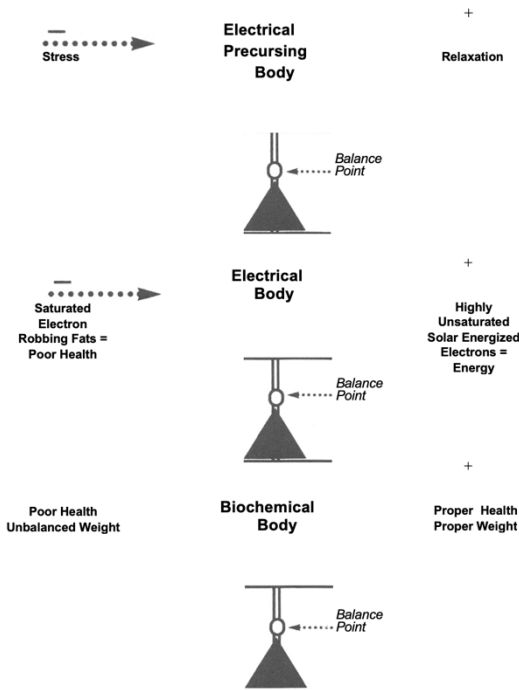 +
Electrical
Precursing
Body
—
Stress
Relaxation
Balance
Point
+
Electrical
Body
—
Saturated
Electron
Robbing Fats =
Poor Health
Highly
Unsaturated
Solar Energized
Electrons =
Energy
Balance
Point
+
Biochemical
Body
Poor Health
Unbalanced Weight
Proper Health
Proper Weight
Balance
Point